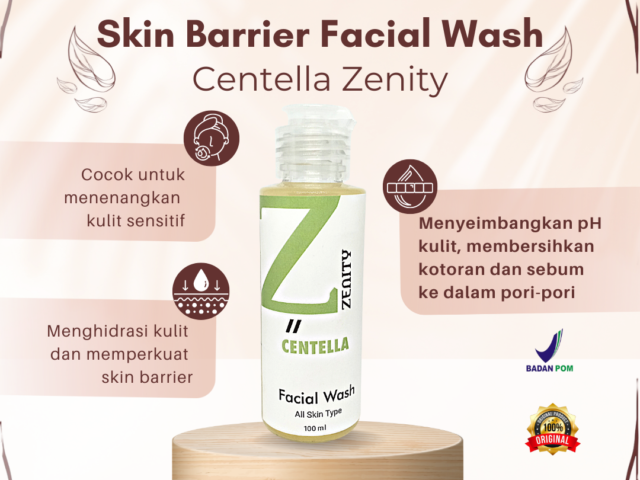 Skin Barrier Facial Wash
Centella Zenity
Cocok untuk
menenangkan
kulit sensitif
Menghidrasi kulit
dan memperkuat
skin barrier
Z
ZENITY
"
CENTELLA
Facial Wash
All Skin Type
100 ml
Menyeimbangkan pH
kulit, membersihkan
kotoran dan sebum
ke dalam pori-pori
BADAN POM
100%
ORIGINAL